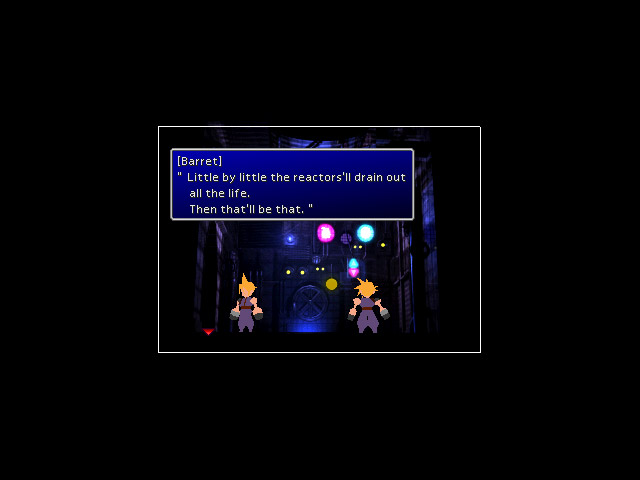 [Barret]
" Little by little the reactors'll drain out
all the life.
Then that'll be that. "